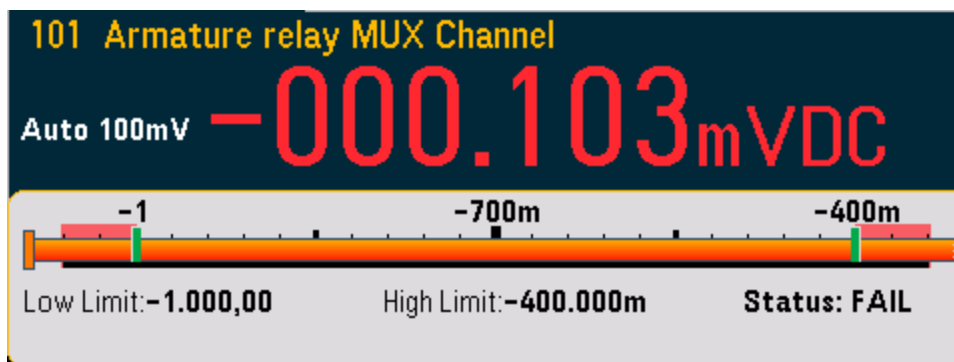 101 Armature relay MUX Channel
Auto 100mV -000.103mVDC
-1 -700m -400m
Low Limit:-1.000,00 High Limit:-400.000m Status: FAIL